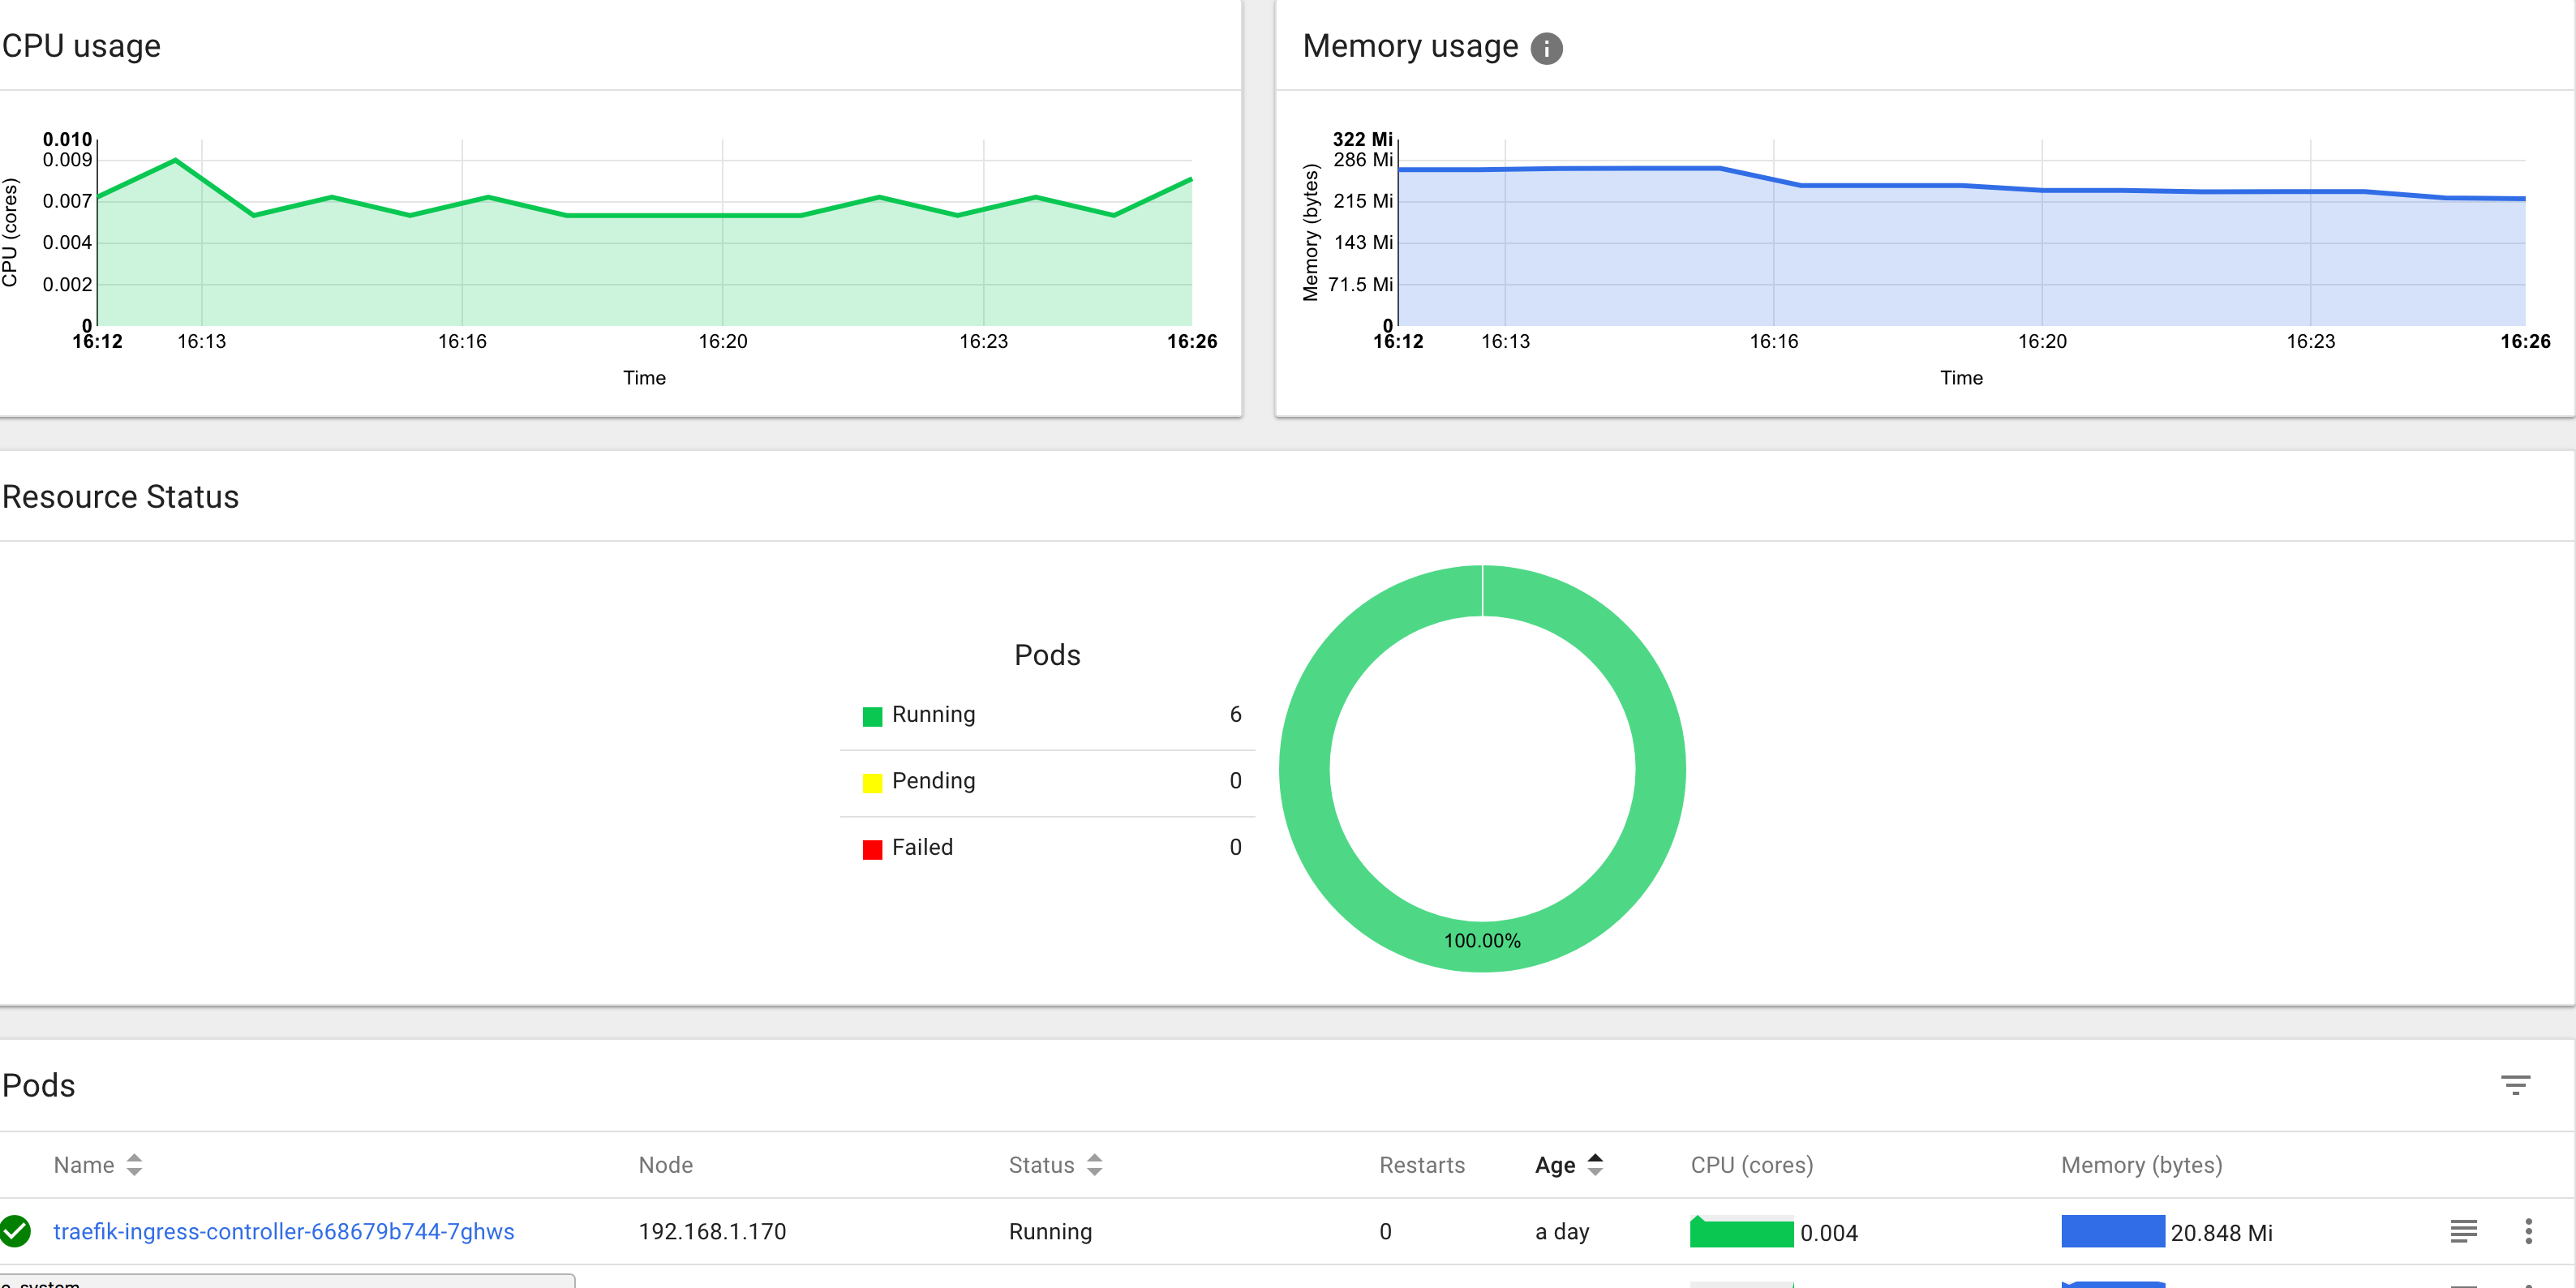 CPU usage
0.010
0.009
0.007
0.004
0.002
0
CPU (cores)
16:12 16:13 16:16 16:20 16:23 16:26
Time
Memory usage
322 Mi
286 Mi
215 Mi
143 Mi
71.5 Mi
0
Memory (bytes)
16:12 16:13 16:16 16:20 16:23 16:26
Time
Resource Status
Pods
Running 6
Pending 0
Failed 0
100.00%
Pods
Name Node Status Restarts Age CPU (cores) Memory (bytes)
traefik-ingress-controller-668679b744-7ghws 192.168.1.170 Running 0 a day 0.004 20.848 Mi